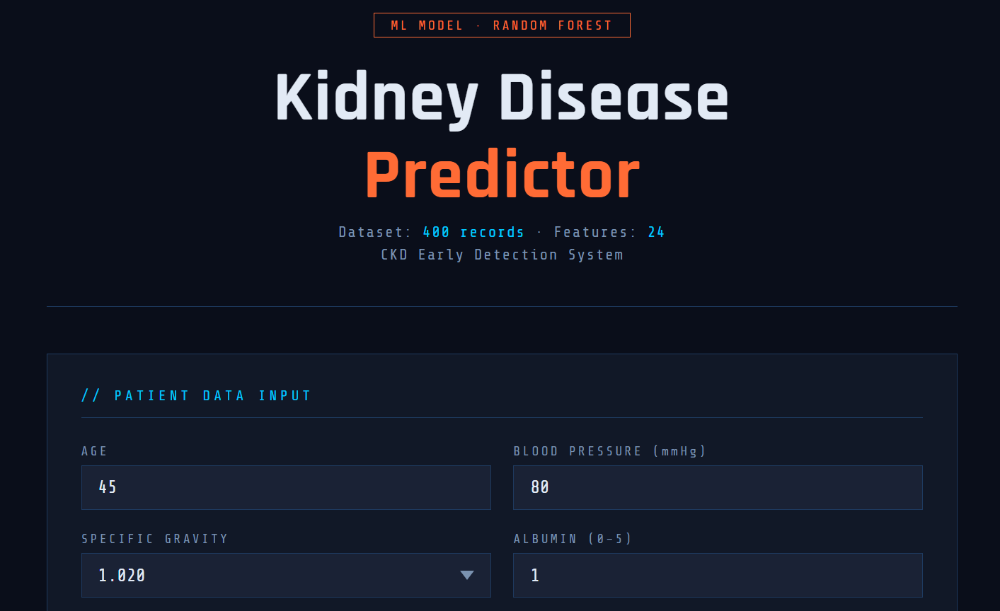 ML MODEL · RANDOM FOREST
Kidney Disease
Predictor
Dataset: 400 records · Features: 24
CKD Early Detection System
// PATIENT DATA INPUT
AGE
BLOOD PRESSURE (mmHg)
45
80
SPECIFIC GRAVITY
ALBUMIN (0–5)
1.020
1